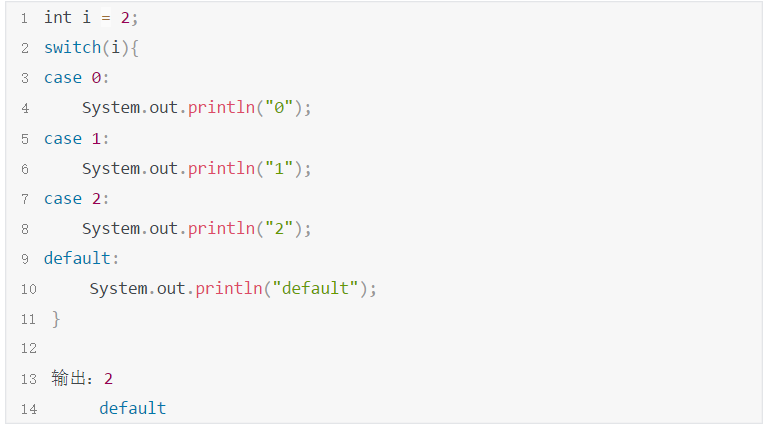 1 int i = 2;
2 switch(i){
3 case 0:
4     System.out.println("0");
5 case 1:
6     System.out.println("1");
7 case 2:
8     System.out.println("2");
9 default:
10      System.out.println("default");
11  }
12
13  输出：2
14       default